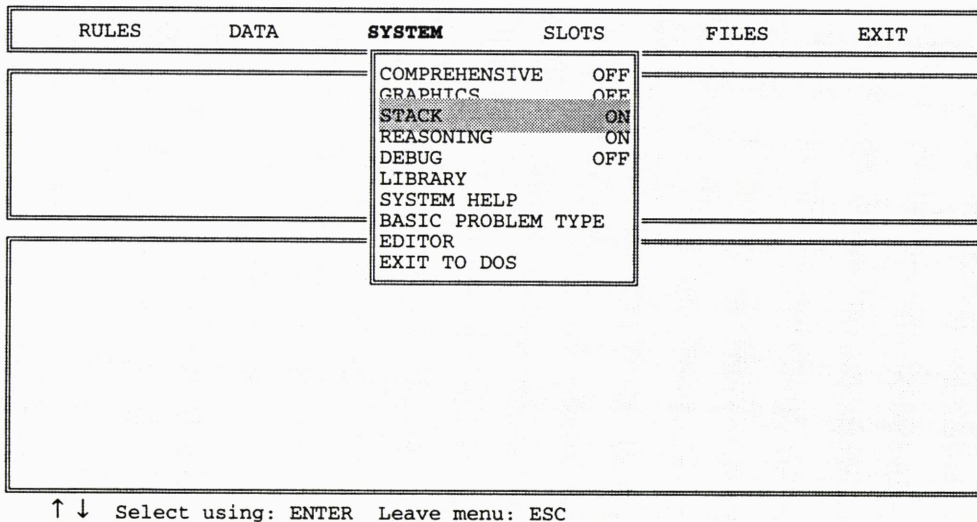 RULES DATA SYSTEM SLOTS FILES EXIT
COMPREHENSIVE OFF
GRAPHICS OFF
STACK ON
REASONING ON
DEBUG OFF
LIBRARY
SYSTEM HELP
BASIC PROBLEM TYPE
EDITOR
EXIT TO DOS
↑ ↓ Select using: ENTER Leave menu: ESC